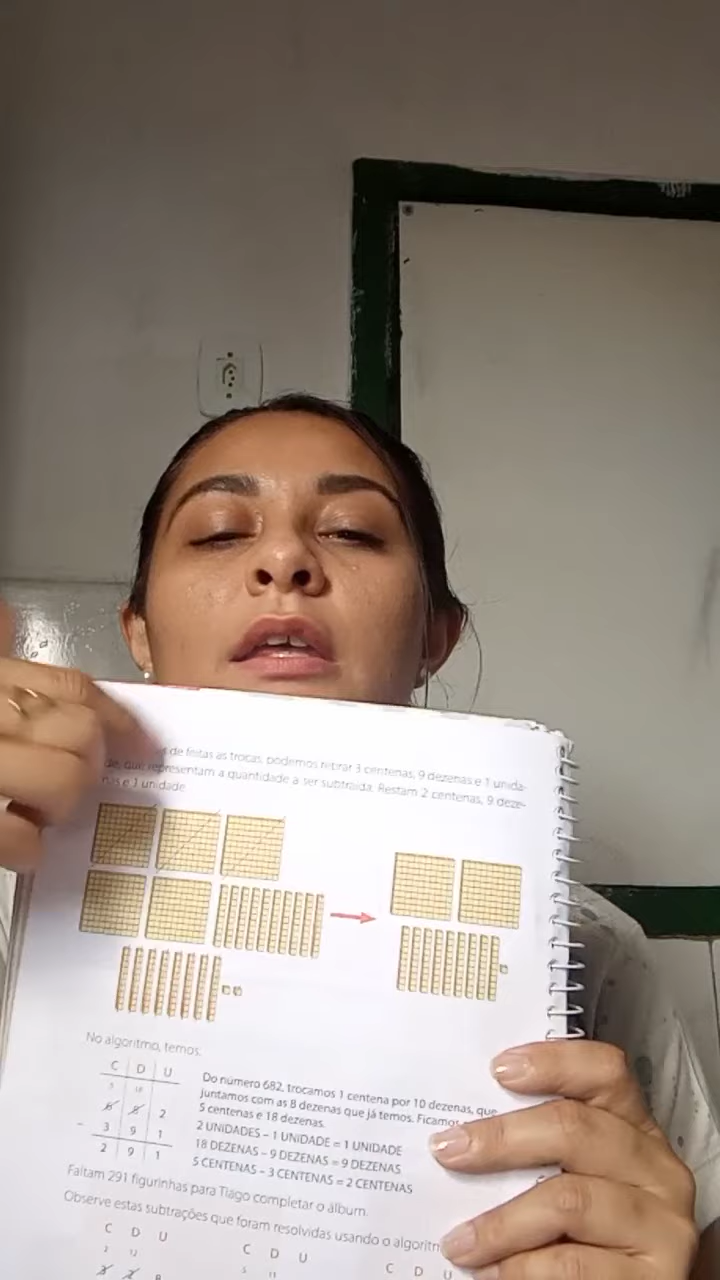 de feitas as trocas, podemos retirar 3 centenas, 9 dezenas e 1 unida-
de, que representam a quantidade a ser subtraída. Restam 2 centenas, 9 deze-
nas e 1 unidade
No algoritmo, temos:
C D U
5 18
6 8 2
- 3 9 1
2 9 1
Do número 682, trocamos 1 centena por 10 dezenas, que
juntamos com as 8 dezenas que já temos. Ficamos
5 centenas e 18 dezenas.
2 UNIDADES – 1 UNIDADE = 1 UNIDADE
18 DEZENAS – 9 DEZENAS = 9 DEZENAS
5 CENTENAS – 3 CENTENAS = 2 CENTENAS
Faltam 291 figurinhas para Tiago completar o álbum.
Observe estas subtrações que foram resolvidas usando o
C D U
C D U
C D U